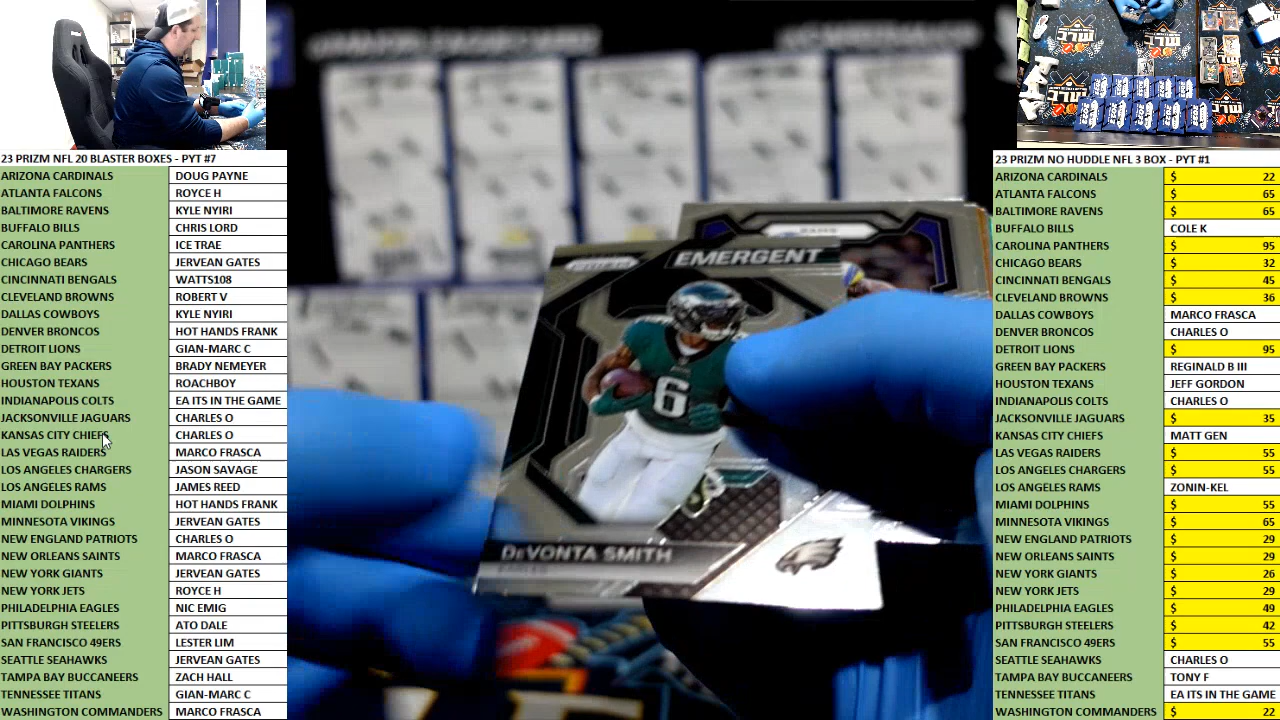 23 PRIZM NFL 20 BLASTER BOXES - PYT #7
ARIZONA CARDINALS DOUG PAYNE
ATLANTA FALCONS ROYCE H
BALTIMORE RAVENS KYLE NYIRI
BUFFALO BILLS CHRIS LORD
CAROLINA PANTHERS ICE TRAE
CHICAGO BEARS JERVEAN GATES
CINCINNATI BENGALS WATTS108
CLEVELAND BROWNS ROBERT V
DALLAS COWBOYS KYLE NYIRI
DENVER BRONCOS HOT HANDS FRANK
DETROIT LIONS GIAN-MARC C
GREEN BAY PACKERS BRADY NEMEYER
HOUSTON TEXANS ROACHBOY
INDIANAPOLIS COLTS EA ITS IN THE GAME
JACKSONVILLE JAGUARS CHARLES O
KANSAS CITY CHIEFS CHARLES O
LAS VEGAS RAIDERS MARCO FRASCA
LOS ANGELES CHARGERS JASON SAVAGE
LOS ANGELES RAMS JAMES REED
MIAMI DOLPHINS HOT HANDS FRANK
MINNESOTA VIKINGS JERVEAN GATES
NEW ENGLAND PATRIOTS CHARLES O
NEW ORLEANS SAINTS MARCO FRASCA
NEW YORK GIANTS JERVEAN GATES
NEW YORK JETS ROYCE H
PHILADELPHIA EAGLES NIC EMIG
PITTSBURGH STEELERS ATO DALE
SAN FRANCISCO 49ERS LESTER LIM
SEATTLE SEAHAWKS JERVEAN GATES
TAMPA BAY BUCCANEERS ZACH HALL
TENNESSEE TITANS GIAN-MARC C
WASHINGTON COMMANDERS MARCO FRASCA
EMERGENT
6
DEVONTA SMITH
EAGLES
23 PRIZM NO HUDDLE NFL 3 BOX - PYT #1
ARIZONA CARDINALS $ 22
ATLANTA FALCONS $ 65
BALTIMORE RAVENS $ 65
BUFFALO BILLS COLE K
CAROLINA PANTHERS $ 95
CHICAGO BEARS $ 32
CINCINNATI BENGALS $ 45
CLEVELAND BROWNS $ 36
DALLAS COWBOYS MARCO FRASCA
DENVER BRONCOS CHARLES O
DETROIT LIONS $ 95
GREEN BAY PACKERS REGINALD B III
HOUSTON TEXANS JEFF GORDON
INDIANAPOLIS COLTS CHARLES O
JACKSONVILLE JAGUARS $ 35
KANSAS CITY CHIEFS MATT GEN
LAS VEGAS RAIDERS $ 55
LOS ANGELES CHARGERS $ 55
LOS ANGELES RAMS ZONIN-KEL
MIAMI DOLPHINS $ 55
MINNESOTA VIKINGS $ 65
NEW ENGLAND PATRIOTS $ 29
NEW ORLEANS SAINTS $ 29
NEW YORK GIANTS $ 26
NEW YORK JETS $ 29
PHILADELPHIA EAGLES $ 49
PITTSBURGH STEELERS $ 42
SAN FRANCISCO 49ERS $ 55
SEATTLE SEAHAWKS CHARLES O
TAMPA BAY BUCCANEERS TONY F
TENNESSEE TITANS EA ITS IN THE GAME
WASHINGTON COMMANDERS $ 22